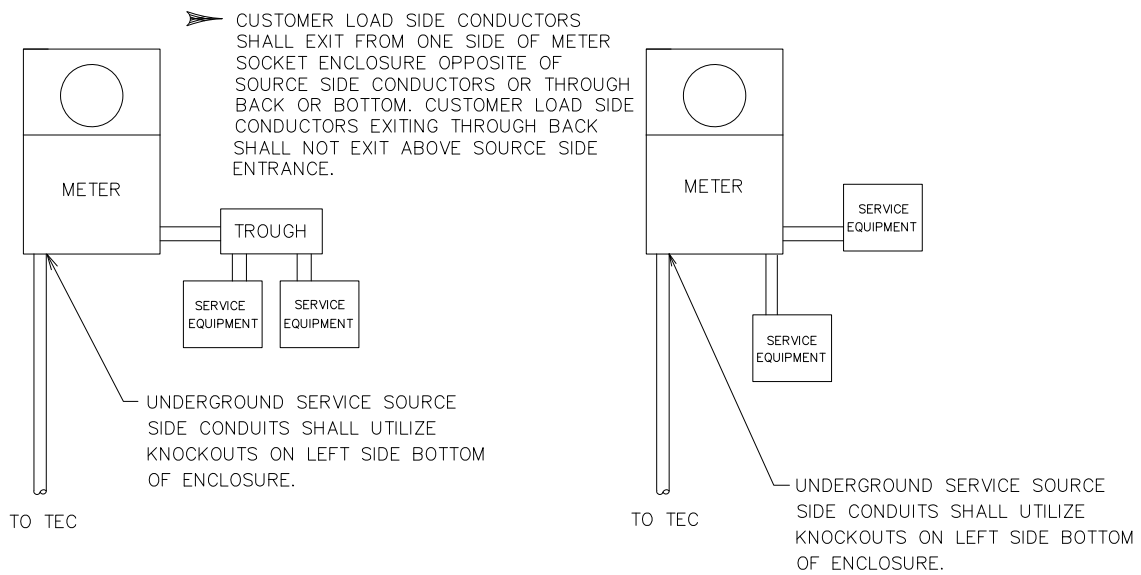 CUSTOMER LOAD SIDE CONDUCTORS
SHALL EXIT FROM ONE SIDE OF METER
SOCKET ENCLOSURE OPPOSITE OF
SOURCE SIDE CONDUCTORS OR THROUGH
BACK OR BOTTOM. CUSTOMER LOAD SIDE
CONDUCTORS EXITING THROUGH BACK
SHALL NOT EXIT ABOVE SOURCE SIDE
ENTRANCE.
METER
TROUGH
SERVICE
EQUIPMENT
SERVICE
EQUIPMENT
UNDERGROUND SERVICE SOURCE
SIDE CONDUITS SHALL UTILIZE
KNOCKOUTS ON LEFT SIDE BOTTOM
OF ENCLOSURE.
TO TEC
METER
SERVICE
EQUIPMENT
SERVICE
EQUIPMENT
UNDERGROUND SERVICE SOURCE
SIDE CONDUITS SHALL UTILIZE
KNOCKOUTS ON LEFT SIDE BOTTOM
OF ENCLOSURE.
TO TEC